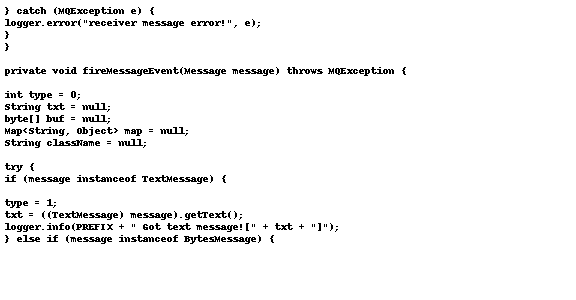 } catch (MQException e) {
logger.error("receiver message error!", e);
}
}
private void fireMessageEvent(Message message) throws MQException {
int type = 0;
String txt = null;
byte[] buf = null;
Map<String, Object> map = null;
String className = null;
try {
if (message instanceof TextMessage) {
type = 1;
txt = ((TextMessage) message).getText();
logger.info(PREFIX + " Got text message![" + txt + "]");
} else if (message instanceof BytesMessage) {